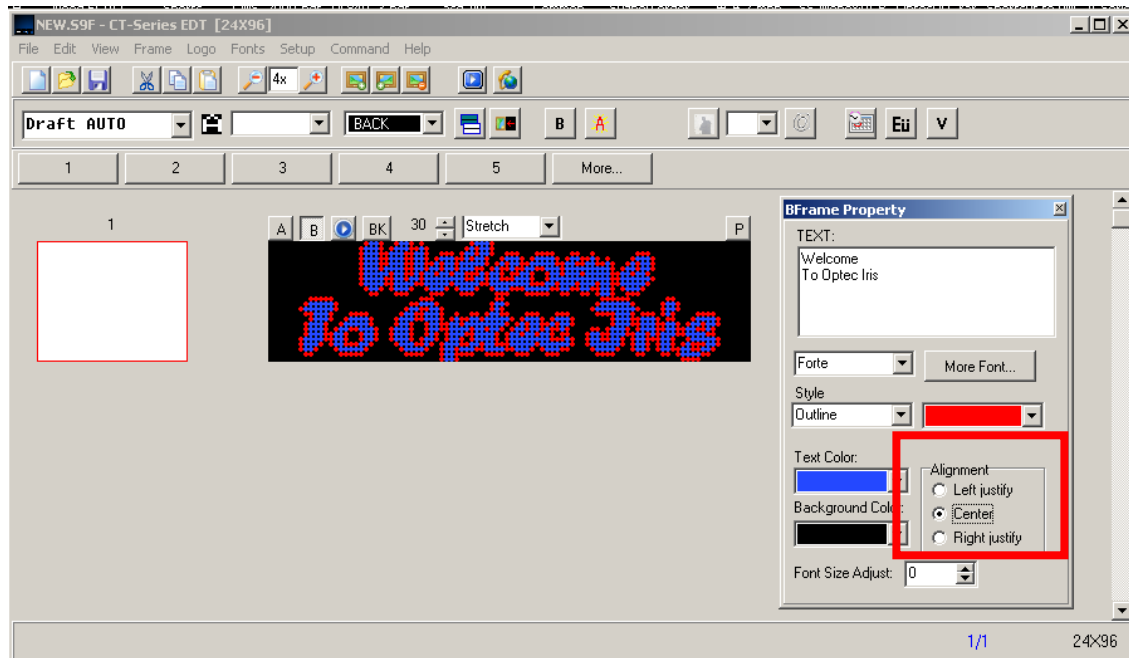 NEW.S9F - CT-Series EDT [24X96]
File Edit View Frame Logo Fonts Setup Command Help
4x
Draft AUTO BACK B A Eü V
1 2 3 4 5 More...
1 A B BK 30 Stretch P
Welcome
To Optec Iris
BFrame Property
TEXT:
Welcome
To Optec Iris
Forte More Font...
Style
Outline
Text Color:
Alignment
Left justify
Background Color:
Center
Right justify
Font Size Adjust: 0
1/1 24X96